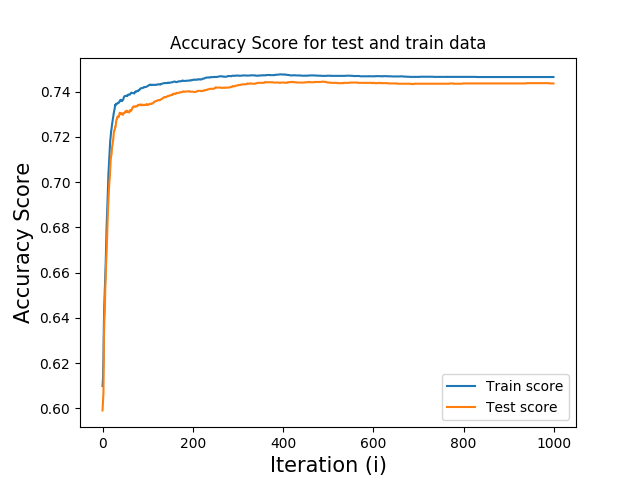 Accuracy Score for test and train data
Accuracy Score
0.74
0.72
0.70
0.68
0.66
0.64
0.62
0.60
Train score
Test score
0 200 400 600 800 1000
Iteration (i)